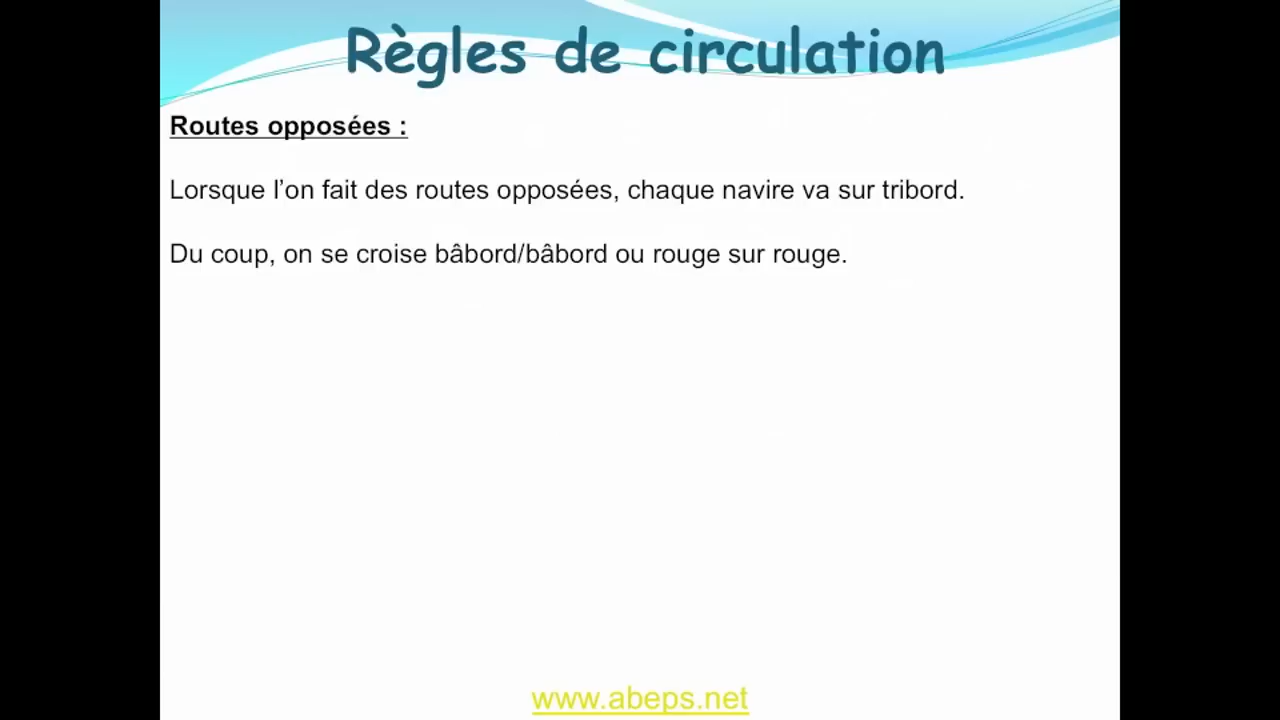 Règles de circulation
Routes opposées :
Lorsque l’on fait des routes opposées, chaque navire va sur tribord.
Du coup, on se croise bâbord/bâbord ou rouge sur rouge.
www.abeps.net